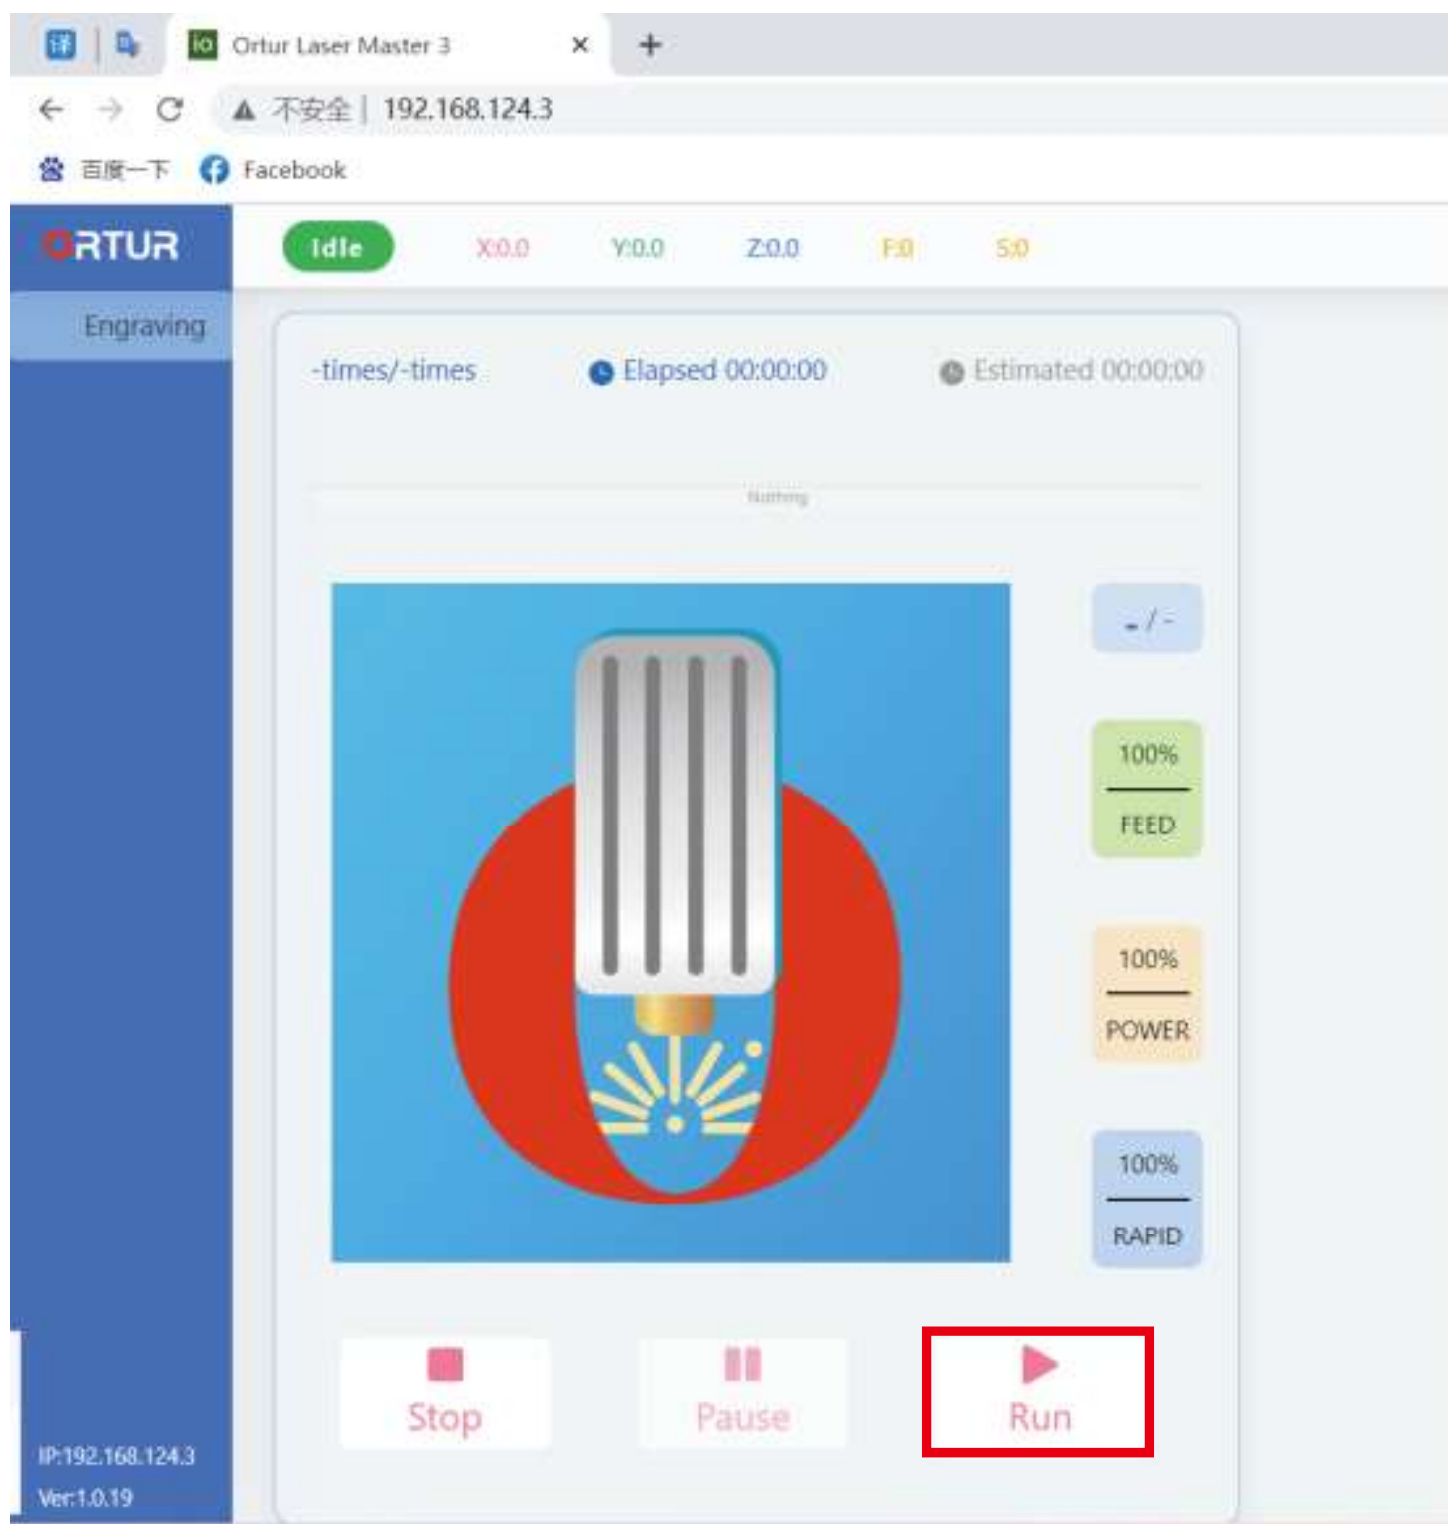 译 io Ortur Laser Master 3 × +
不安全 | 192.168.124.3
百度一下 Facebook
ORTUR Idle X:0.0 Y:0.0 Z:0.0 F:0 S:0
Engraving
-times/-times Elapsed 00:00:00 Estimated 00:00:00
Nothing
- / -
100%
FEED
100%
POWER
100%
RAPID
Stop Pause Run
IP:192.168.124.3
Ver:1.0.19